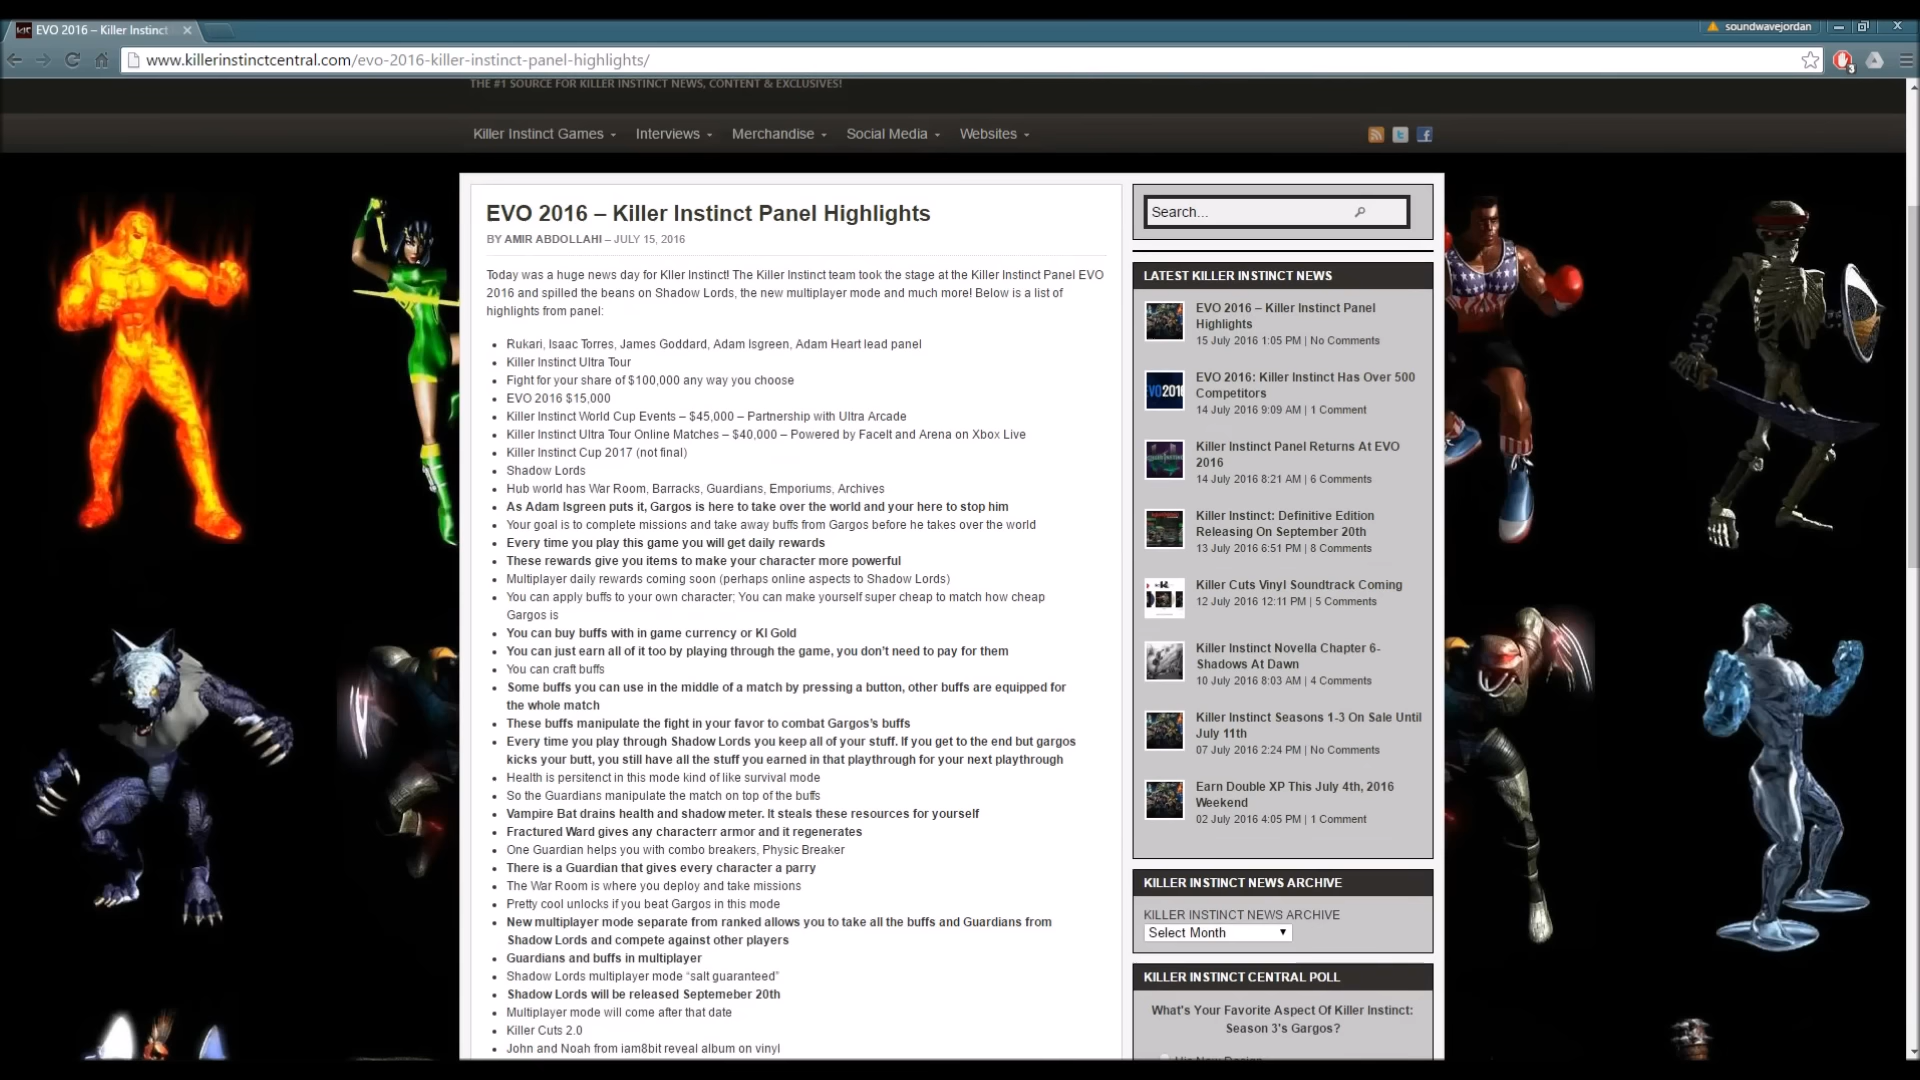 EVO 2016 – Killer Instinct
soundwavejordan
www.killerinstinctcentral.com/evo-2016-killer-instinct-panel-highlights/
3
THE #1 SOURCE FOR KILLER INSTINCT NEWS, CONTENT & EXCLUSIVES!
Killer Instinct Games Interviews Merchandise Social Media Websites
EVO 2016 – Killer Instinct Panel Highlights
BY AMIR ABDOLLAHI – JULY 15, 2016
Today was a huge news day for KIller Instinct! The Killer Instinct team took the stage at the Killer Instinct Panel EVO
2016 and spilled the beans on Shadow Lords, the new multiplayer mode and much more! Below is a list of
highlights from panel:
• Rukari, Isaac Torres, James Goddard, Adam Isgreen, Adam Heart lead panel
• Killer Instinct Ultra Tour
• Fight for your share of $100,000 any way you choose
• EVO 2016 $15,000
• Killer Instinct World Cup Events – $45,000 – Partnership with Ultra Arcade
• Killer Instinct Ultra Tour Online Matches – $40,000 – Powered by FaceIt and Arena on Xbox Live
• Killer Instinct Cup 2017 (not final)
• Shadow Lords
• Hub world has War Room, Barracks, Guardians, Emporiums, Archives
• As Adam Isgreen puts it, Gargos is here to take over the world and your here to stop him
• Your goal is to complete missions and take away buffs from Gargos before he takes over the world
• Every time you play this game you will get daily rewards
• These rewards give you items to make your character more powerful
• Multiplayer daily rewards coming soon (perhaps online aspects to Shadow Lords)
• You can apply buffs to your own character; You can make yourself super cheap to match how cheap
Gargos is
• You can buy buffs with in game currency or KI Gold
• You can just earn all of it too by playing through the game, you don't need to pay for them
• You can craft buffs
• Some buffs you can use in the middle of a match by pressing a button, other buffs are equipped for
the whole match
• These buffs manipulate the fight in your favor to combat Gargos's buffs
• Every time you play through Shadow Lords you keep all of your stuff. If you get to the end but gargos
kicks your butt, you still have all the stuff you earned in that playthrough for your next playthrough
• Health is persitenct in this mode kind of like survival mode
• So the Guardians manipulate the match on top of the buffs
• Vampire Bat drains health and shadow meter. It steals these resources for yourself
• Fractured Ward gives any characterr armor and it regenerates
• One Guardian helps you with combo breakers, Physic Breaker
• There is a Guardian that gives every character a parry
• The War Room is where you deploy and take missions
• Pretty cool unlocks if you beat Gargos in this mode
• New multiplayer mode separate from ranked allows you to take all the buffs and Guardians from
Shadow Lords and compete against other players
• Guardians and buffs in multiplayer
• Shadow Lords multiplayer mode “salt guaranteed”
• Shadow Lords will be released Septemeber 20th
• Multiplayer mode will come after that date
• Killer Cuts 2.0
• John and Noah from iam8bit reveal album on vinyl
Search...
LATEST KILLER INSTINCT NEWS
EVO 2016 – Killer Instinct Panel
Highlights
15 July 2016 1:05 PM | No Comments
EVO 2016: Killer Instinct Has Over 500
Competitors
14 July 2016 9:09 AM | 1 Comment
Killer Instinct Panel Returns At EVO
2016
14 July 2016 8:21 AM | 6 Comments
Killer Instinct: Definitive Edition
Releasing On September 20th
13 July 2016 6:51 PM | 8 Comments
Killer Cuts Vinyl Soundtrack Coming
12 July 2016 12:11 PM | 5 Comments
Killer Instinct Novella Chapter 6-
Shadows At Dawn
10 July 2016 8:03 AM | 4 Comments
Killer Instinct Seasons 1-3 On Sale Until
July 11th
07 July 2016 2:24 PM | No Comments
Earn Double XP This July 4th, 2016
Weekend
02 July 2016 4:05 PM | 1 Comment
KILLER INSTINCT NEWS ARCHIVE
KILLER INSTINCT NEWS ARCHIVE
Select Month
KILLER INSTINCT CENTRAL POLL
What's Your Favorite Aspect Of Killer Instinct:
Season 3's Gargos?